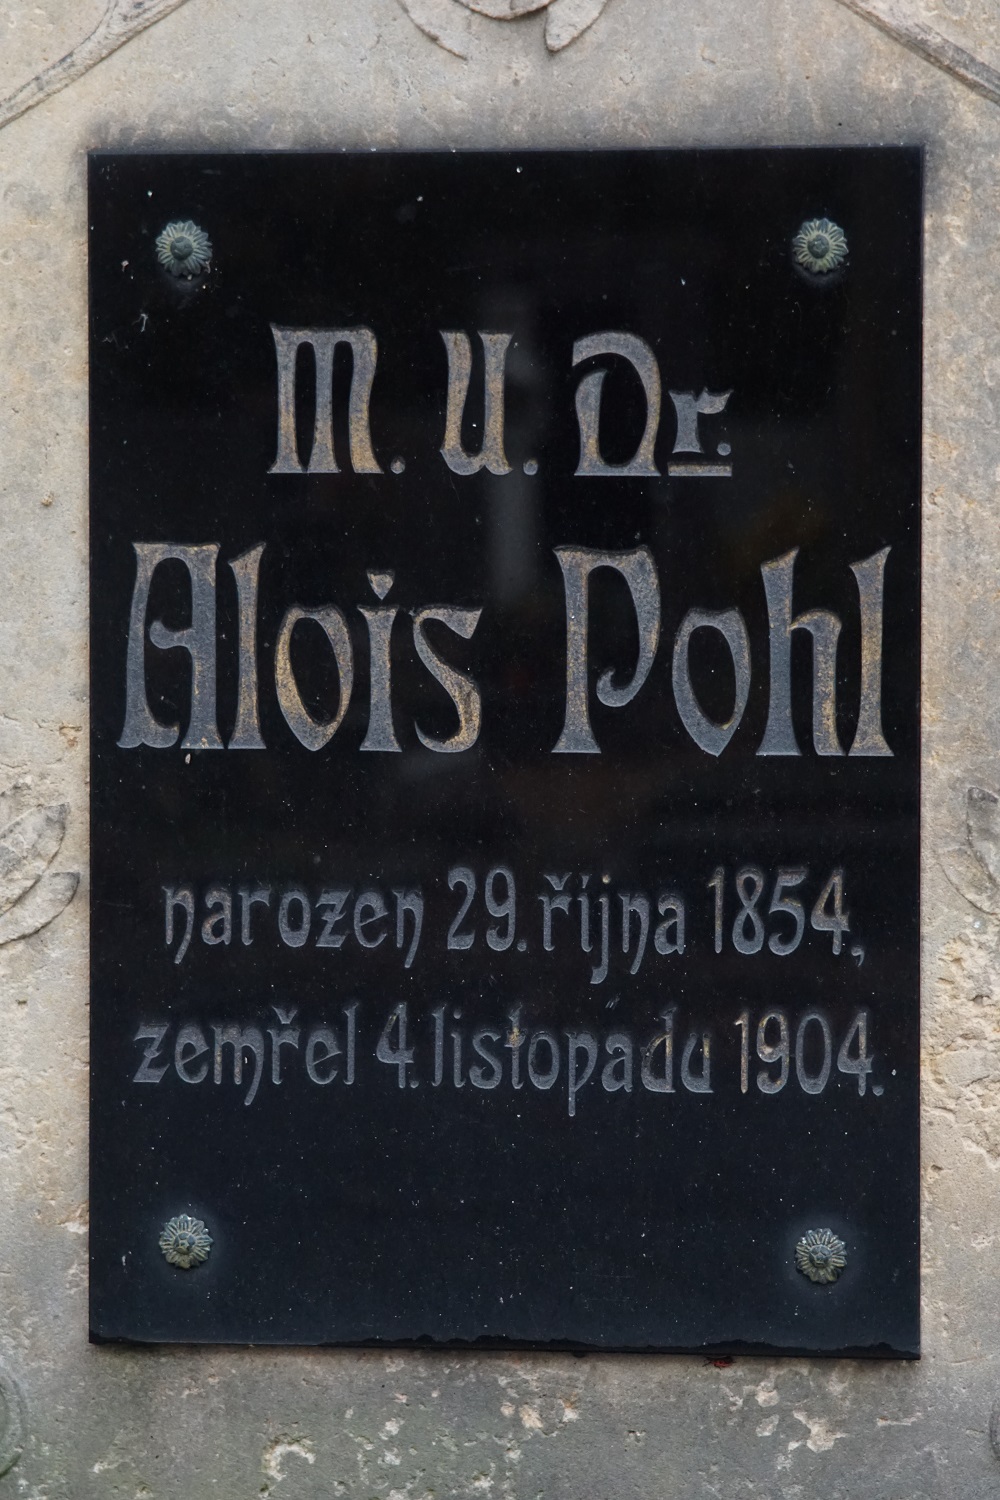 M. U. Dr.
Alois Pohl
narozen 29. října 1854,
zemřel 4. listopadu 1904.